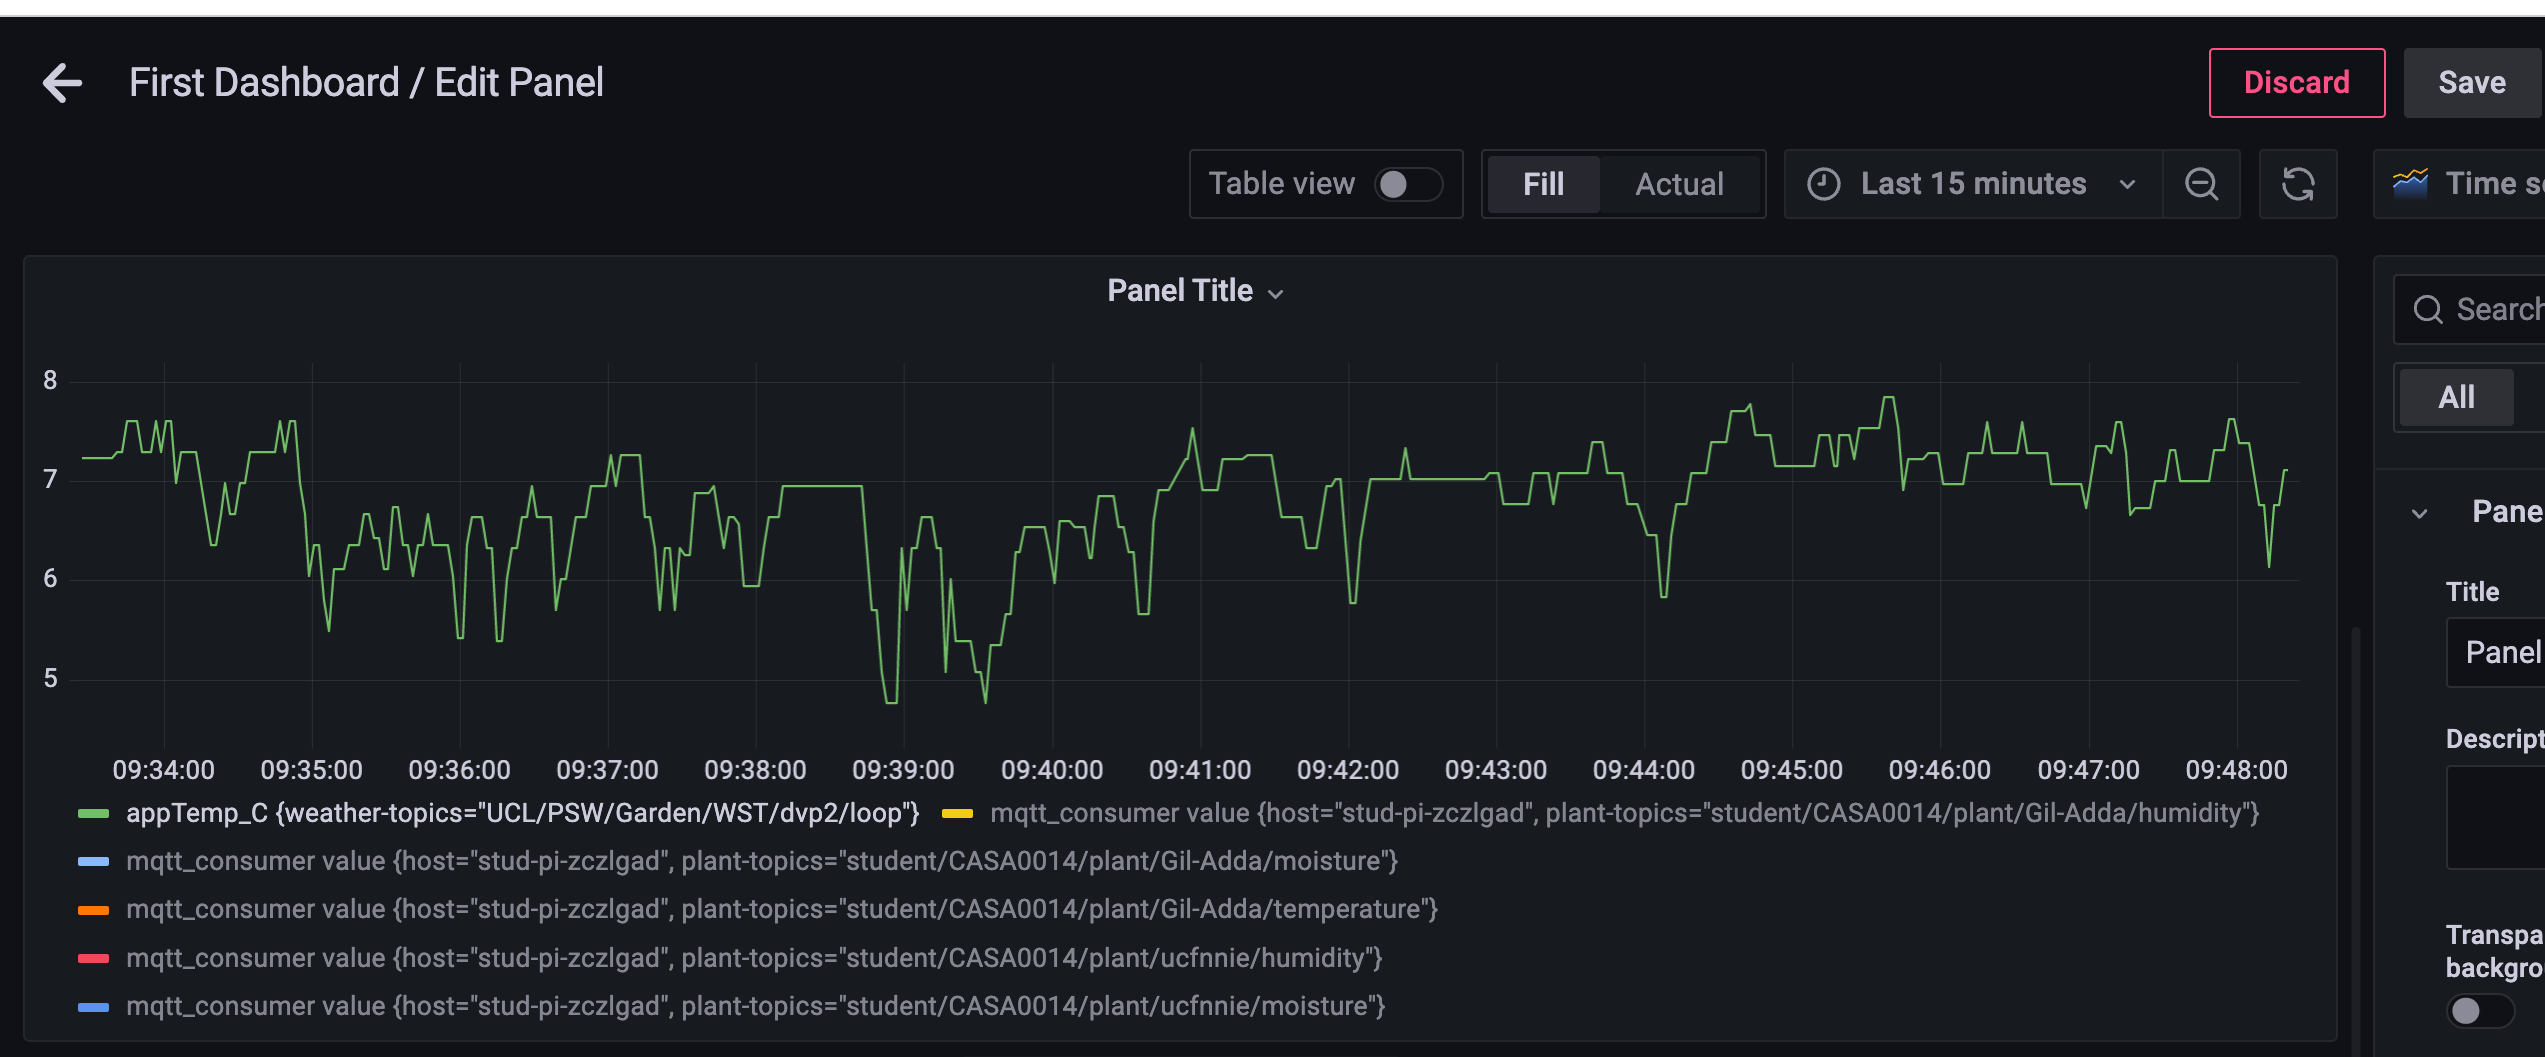 First Dashboard / Edit Panel
Discard
Save
Table view
Fill
Actual
Last 15 minutes
Time se
Panel Title
Search
8
7
6
5
All
Pane
Title
Panel
Descript
Transpa
backgro
09:34:00 09:35:00 09:36:00 09:37:00 09:38:00 09:39:00 09:40:00 09:41:00 09:42:00 09:43:00 09:44:00 09:45:00 09:46:00 09:47:00 09:48:00
appTemp_C {weather-topics="UCL/PSW/Garden/WST/dvp2/loop"} mqtt_consumer value {host="stud-pi-zczlgad", plant-topics="student/CASA0014/plant/Gil-Adda/humidity"}
mqtt_consumer value {host="stud-pi-zczlgad", plant-topics="student/CASA0014/plant/Gil-Adda/moisture"}
mqtt_consumer value {host="stud-pi-zczlgad", plant-topics="student/CASA0014/plant/Gil-Adda/temperature"}
mqtt_consumer value {host="stud-pi-zczlgad", plant-topics="student/CASA0014/plant/ucfnnie/humidity"}
mqtt_consumer value {host="stud-pi-zczlgad", plant-topics="student/CASA0014/plant/ucfnnie/moisture"}